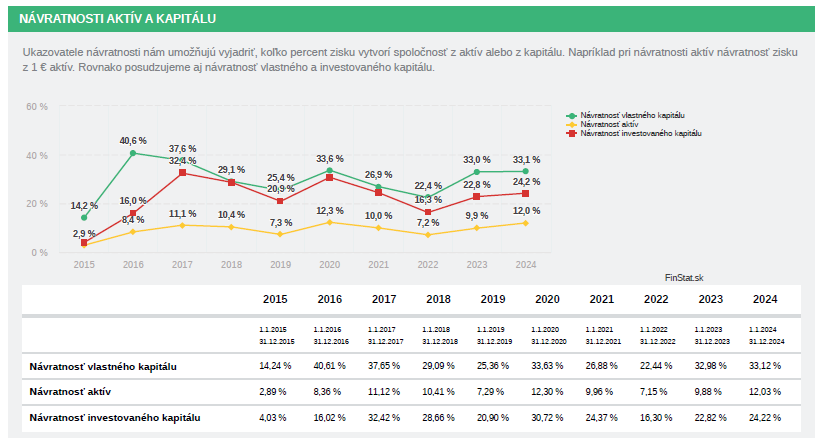 NÁVRATNOSTI AKTÍV A KAPITÁLU
Ukazovatele návratnosti nám umožňujú vyjadriť, koľko percent zisku vytvorí spoločnosť z aktív alebo z kapitálu. Napríklad pri návratnosti aktív návratnosť zisku
z 1 € aktív. Rovnako posudzujeme aj návratnosť vlastného a investovaného kapitálu.
60 %
40 %
20 %
0 %
14,2 % 40,6 % 37,6 % 29,1 % 25,4 % 33,6 % 26,9 % 22,4 % 33,0 % 33,1 %
16,0 % 32,4 % 20,9 % 16,3 % 22,8 % 24,2 %
2,9 % 8,4 % 11,1 % 10,4 % 7,3 % 12,3 % 10,0 % 7,2 % 9,9 % 12,0 %
2015 2016 2017 2018 2019 2020 2021 2022 2023 2024
Návratnosť vlastného kapitálu
Návratnosť aktív
Návratnosť investovaného kapitálu
FinStat.sk
2015 2016 2017 2018 2019 2020 2021 2022 2023 2024
1.1.2015 1.1.2016 1.1.2017 1.1.2018 1.1.2019 1.1.2020 1.1.2021 1.1.2022 1.1.2023 1.1.2024
31.12.2015 31.12.2016 31.12.2017 31.12.2018 31.12.2019 31.12.2020 31.12.2021 31.12.2022 31.12.2023 31.12.2024
Návratnosť vlastného kapitálu 14,24 % 40,61 % 37,65 % 29,09 % 25,36 % 33,63 % 26,88 % 22,44 % 32,98 % 33,12 %
Návratnosť aktív 2,89 % 8,36 % 11,12 % 10,41 % 7,29 % 12,30 % 9,96 % 7,15 % 9,88 % 12,03 %
Návratnosť investovaného kapitálu 4,03 % 16,02 % 32,42 % 28,66 % 20,90 % 30,72 % 24,37 % 16,30 % 22,82 % 24,22 %